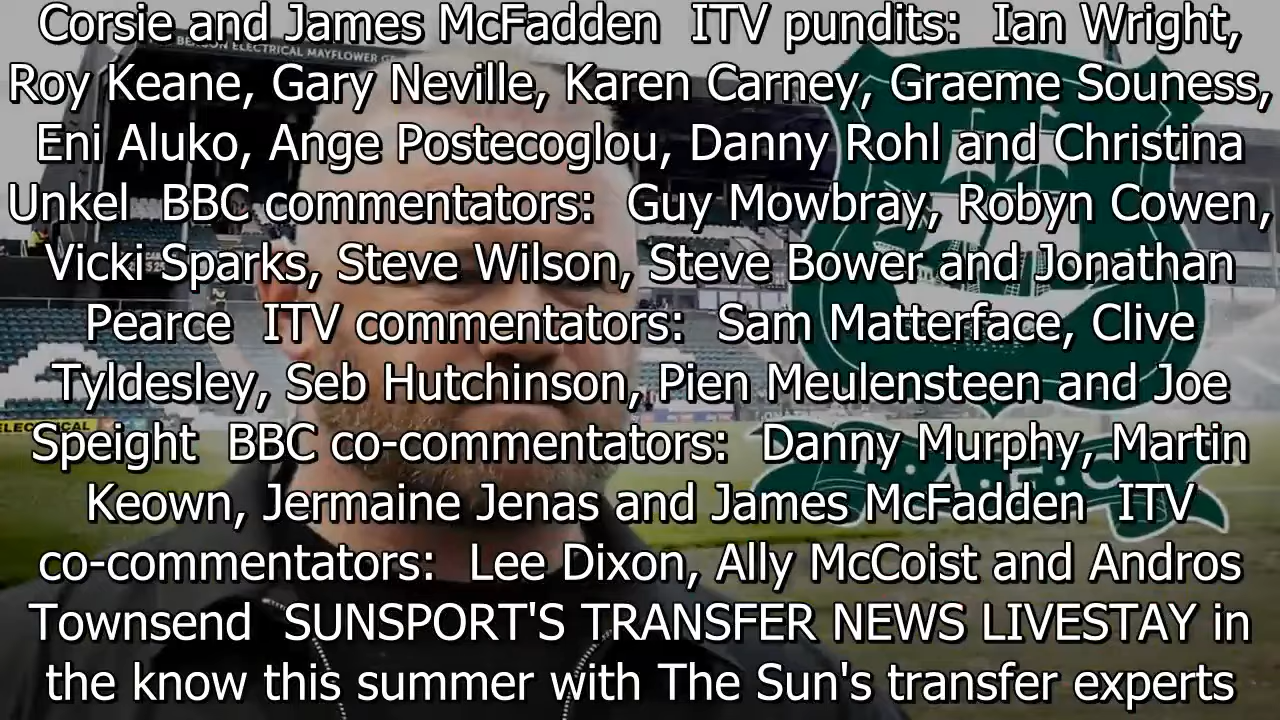 Corsie and James McFadden  ITV pundits:  Ian Wright,
Roy Keane, Gary Neville, Karen Carney, Graeme Souness,
Eni Aluko, Ange Postecoglou, Danny Rohl and Christina
Unkel  BBC commentators:  Guy Mowbray, Robyn Cowen,
Vicki Sparks, Steve Wilson, Steve Bower and Jonathan
Pearce  ITV commentators:  Sam Matterface, Clive
Tyldesley, Seb Hutchinson, Pien Meulensteen and Joe
Speight  BBC co-commentators:  Danny Murphy, Martin
Keown, Jermaine Jenas and James McFadden  ITV
co-commentators:  Lee Dixon, Ally McCoist and Andros
Townsend  SUNSPORT'S TRANSFER NEWS LIVESTAY in
the know this summer with The Sun's transfer experts
ELECTRICAL MAYFLOWER
ELECTRICAL